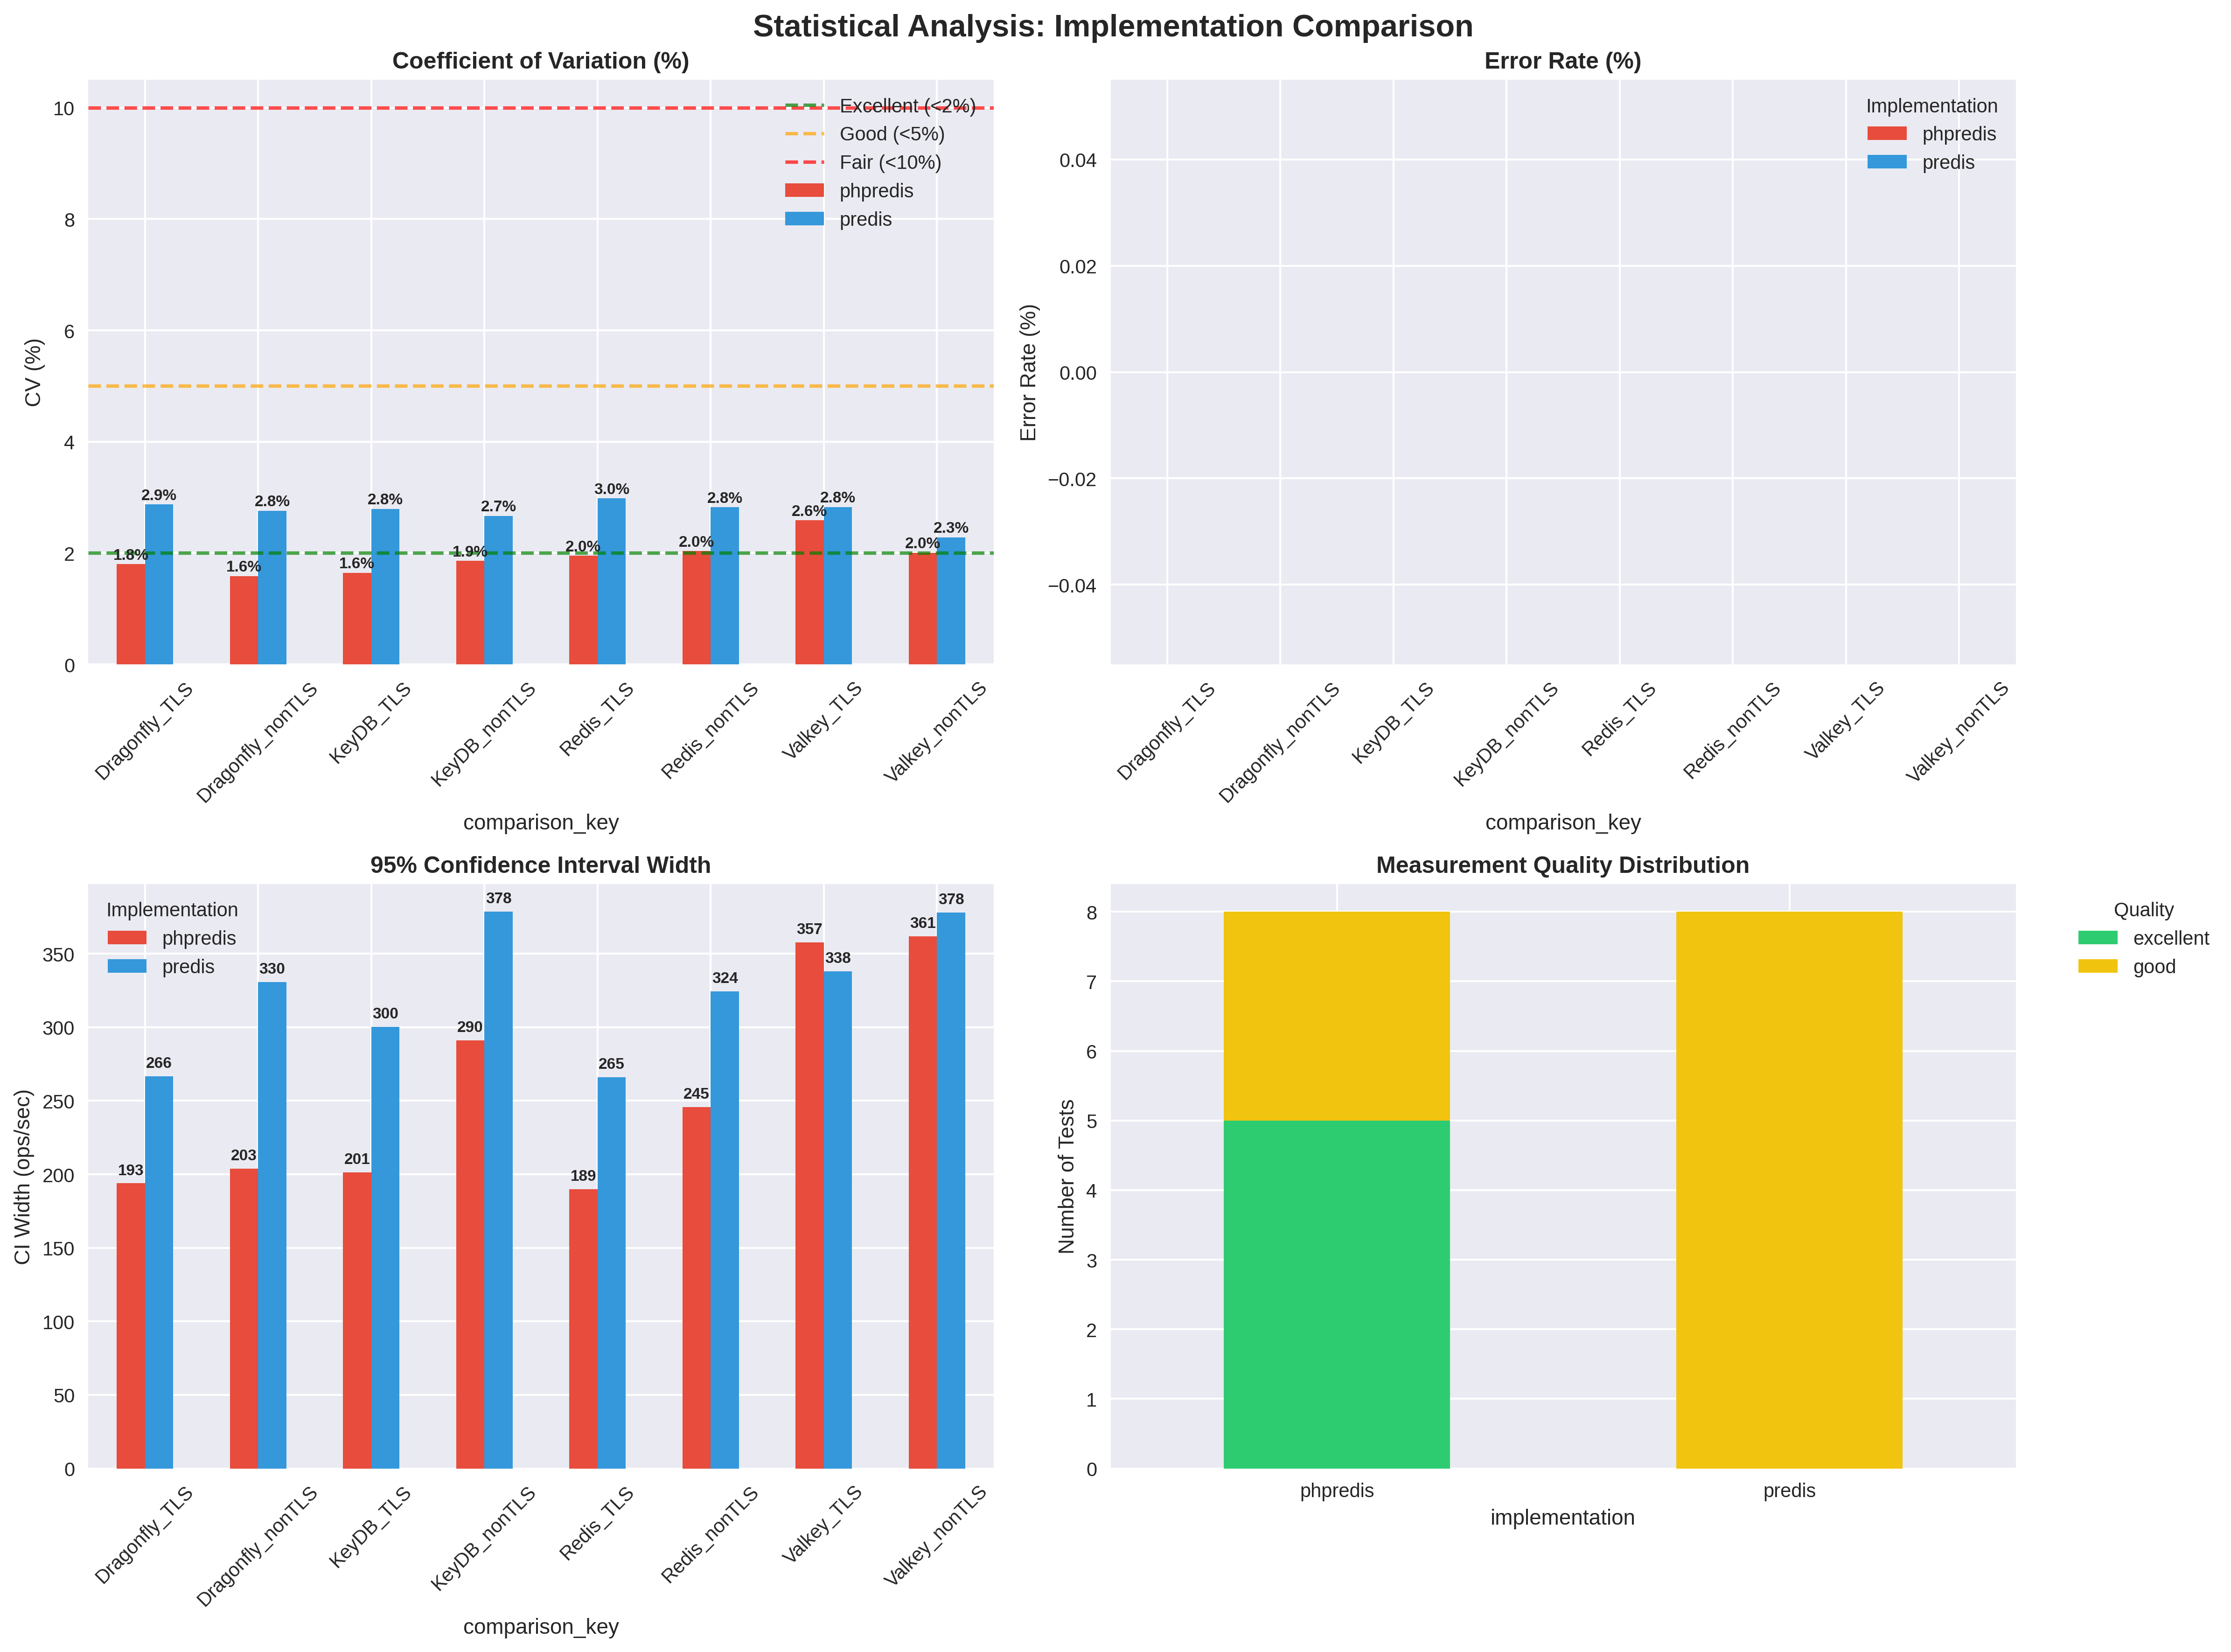 Statistical Analysis: Implementation Comparison
Coefficient of Variation (%)
CV (%)
10
8
6
4
2
0
Excellent (<2%)
Good (<5%)
Fair (<10%)
phpredis
predis
1.8%
2.9%
1.6%
2.8%
1.6%
2.8%
1.9%
2.7%
2.0%
3.0%
2.0%
2.8%
2.6%
2.8%
2.0%
2.3%
Dragonfly_TLS
Dragonfly_nonTLS
KeyDB_TLS
KeyDB_nonTLS
Redis_TLS
Redis_nonTLS
Valkey_TLS
Valkey_nonTLS
comparison_key
Error Rate (%)
Error Rate (%)
0.04
0.02
0.00
−0.02
−0.04
Implementation
phpredis
predis
Dragonfly_TLS
Dragonfly_nonTLS
KeyDB_TLS
KeyDB_nonTLS
Redis_TLS
Redis_nonTLS
Valkey_TLS
Valkey_nonTLS
comparison_key
95% Confidence Interval Width
CI Width (ops/sec)
350
300
250
200
150
100
50
0
Implementation
phpredis
predis
193
266
203
330
201
300
290
378
189
265
245
324
357
338
361
378
Dragonfly_TLS
Dragonfly_nonTLS
KeyDB_TLS
KeyDB_nonTLS
Redis_TLS
Redis_nonTLS
Valkey_TLS
Valkey_nonTLS
comparison_key
Measurement Quality Distribution
Number of Tests
8
7
6
5
4
3
2
1
0
phpredis
predis
implementation
Quality
excellent
good